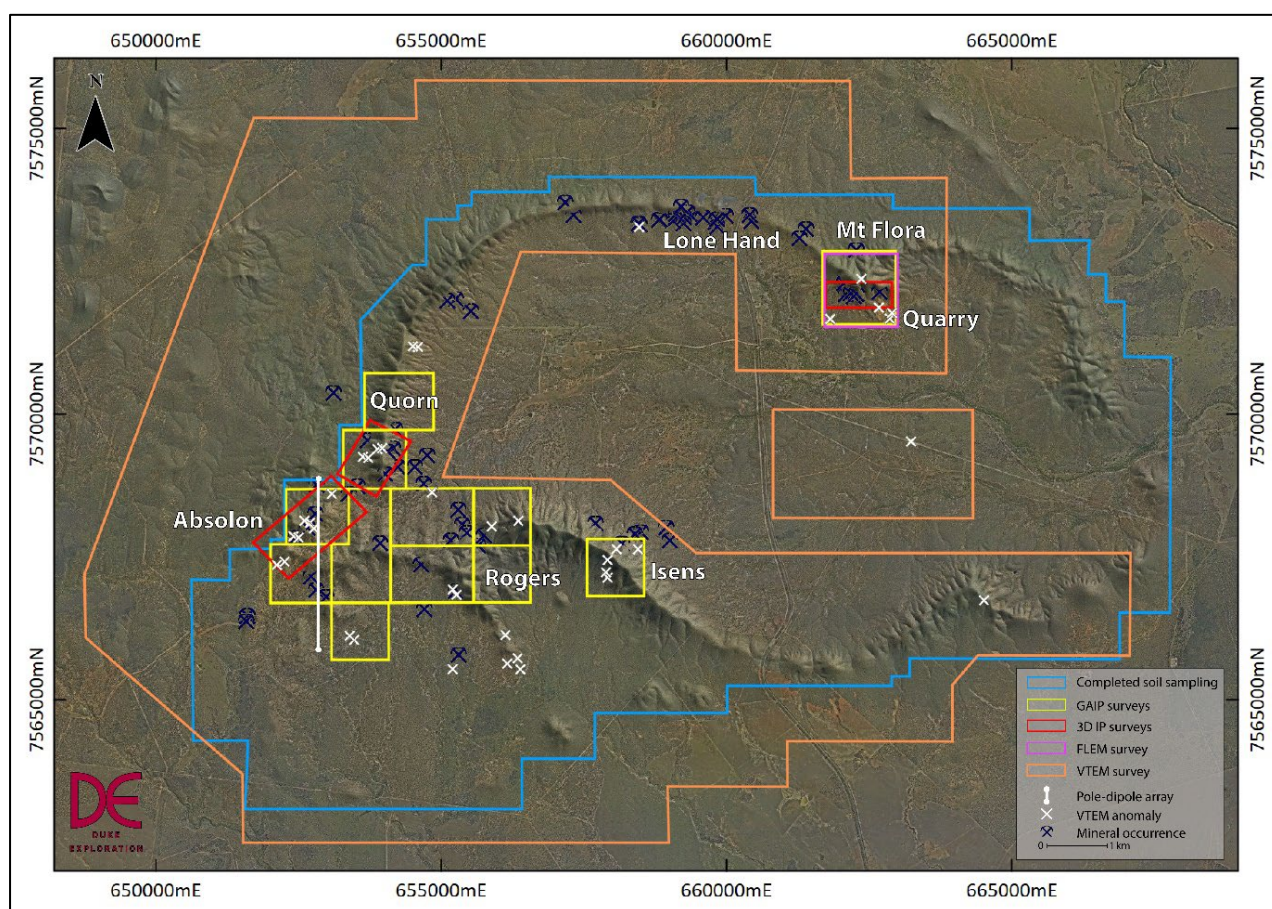 650000mE
655000mE
660000mE
665000mE
N
7575000mN
7575000mN
Mt Flora
Lone Hand
Quarry
7570000mN
7570000mN
Quorn
Absolon
Rogers
Isens
7565000mN
7565000mN
Completed soil sampling
GAIP surveys
3D IP surveys
FLEM survey
VTEM survey
Pole-dipole array
VTEM anomaly
Mineral occurrence
0 1 km
DE
DUKE
EXPLORATION
650000mE
655000mE
660000mE
665000mE